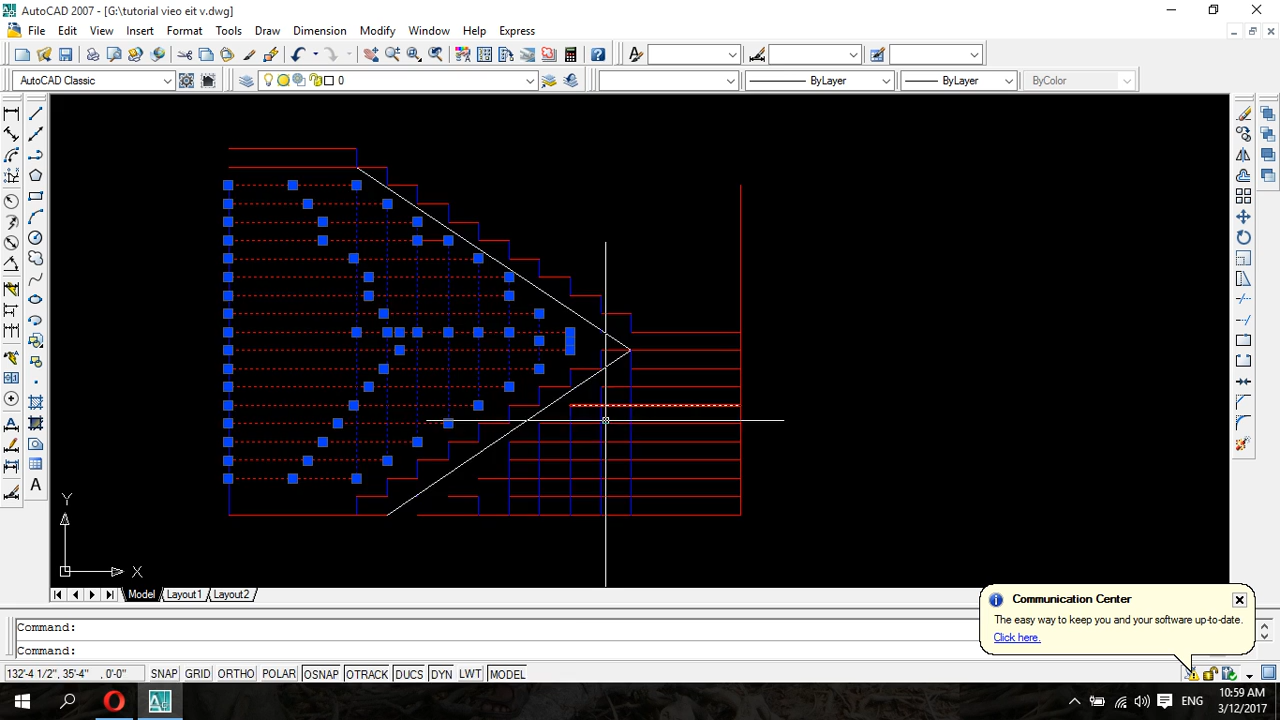 AutoCAD 2007 - [G:\tutorial vieo eit v.dwg]
File Edit View Insert Format Tools Draw Dimension Modify Window Help Express
AutoCAD Classic 0 ByLayer ByLayer ByColor
A
A
A
Y
X
Model Layout1 Layout2
Communication Center
The easy way to keep you and your software up-to-date.
Click here.
Command:
Command:
132'-4 1/2", 35'-4" , 0'-0" SNAP GRID ORTHO POLAR OSNAP OTRACK DUCS DYN LWT MODEL
ENG
10:59 AM
3/12/2017